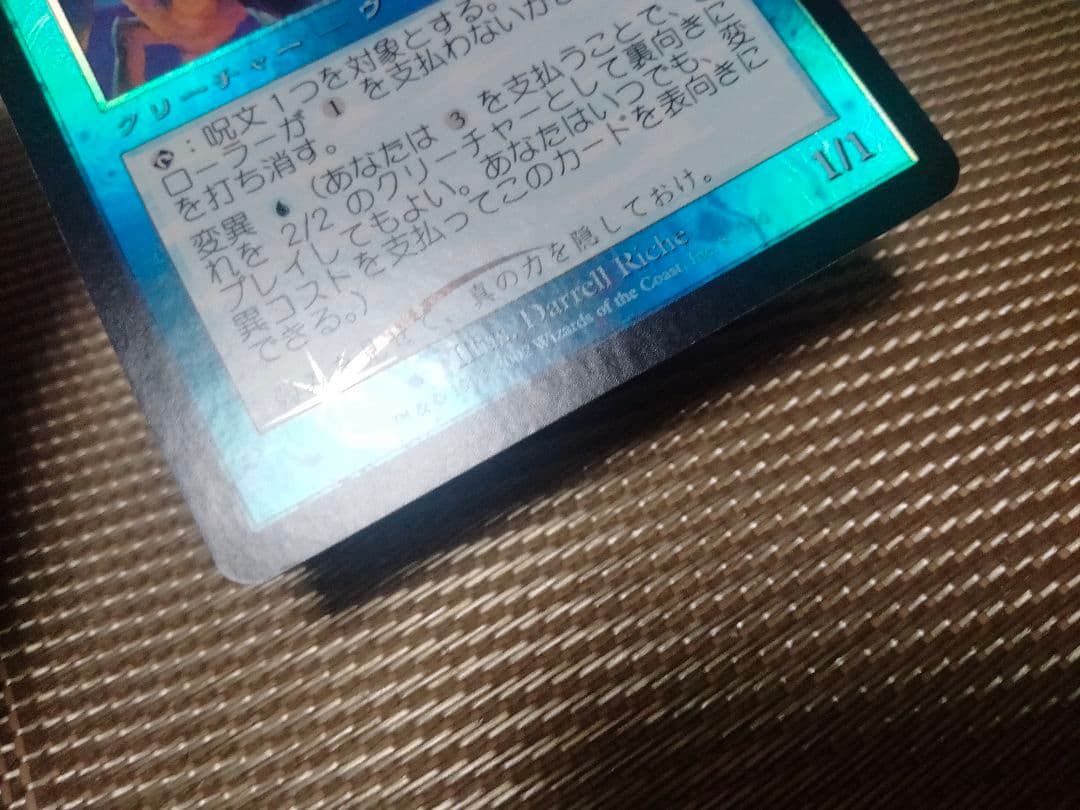 クリーチャー ― ウ
：呪文１つを対象とする。
ローラーが 1 を支払わないか
を打ち消す。
変異 （あなたは 3 を支払うことで、
れを 2/2 のクリーチャーとして裏向きに
プレイしてもよい。あなたはいつでも、変
異コストを支払ってこのカードを表向きに
できる。）
せて、真の力を隠しておけ。
1/1
Darrell Riche
Wizards of the Coast,